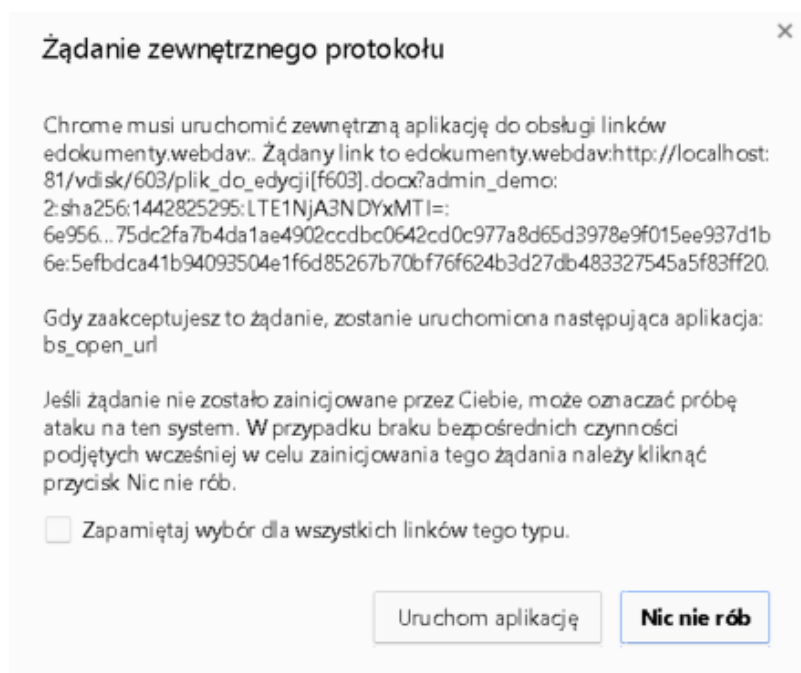 Żądanie zewnętrznego protokołu
Chrome musi uruchomić zewnętrzną aplikację do obsługi linków
edokumenty.webdav:. Żądany link to edokumenty.webdav:http://localhost:
81/vdisk/603/plik_do_edycji[f603].docx?admin_demo:
2:sha256:1442825295:LTE1NjA3NDYxMTI=:
6e956...75dc2fa7b4da1ae4902ccdbc0642cd0c977a8d65d3978e9f015ee937d1b
6e:5efbdca41b94093504e1f6d85267b70bf76f624b3d27db483327545a5f83ff20.
Gdy zaakceptujesz to żądanie, zostanie uruchomiona następująca aplikacja:
bs_open_url
Jeśli żądanie nie zostało zainicjowane przez Ciebie, może oznaczać próbę
ataku na ten system. W przypadku braku bezpośrednich czynności
podjętych wcześniej w celu zainicjowania tego żądania należy kliknąć
przycisk Nic nie rób.
Zapamiętaj wybór dla wszystkich linków tego typu.
Uruchom aplikację
Nic nie rób